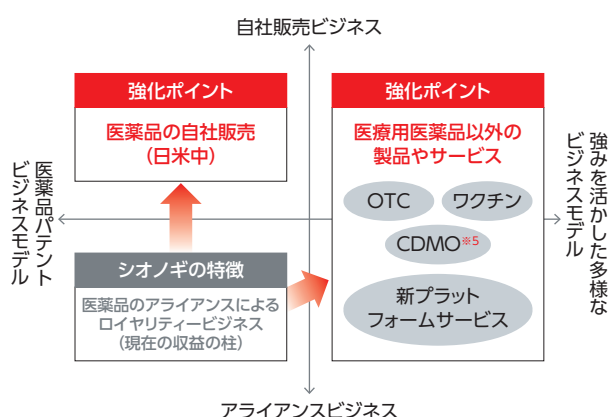 自社販売ビジネス
強化ポイント
医薬品の自社販売
(日米中)
強化ポイント
医療用医薬品以外の
製品やサービス
OTC
ワクチン
CDMO※5
新プラット
フォームサービス
医薬品パテント
ビジネスモデル
強みを活かした多様な
ビジネスモデル
シオノギの特徴
医薬品のアライアンスによる
ロイヤリティービジネス
(現在の収益の柱)
アライアンスビジネス